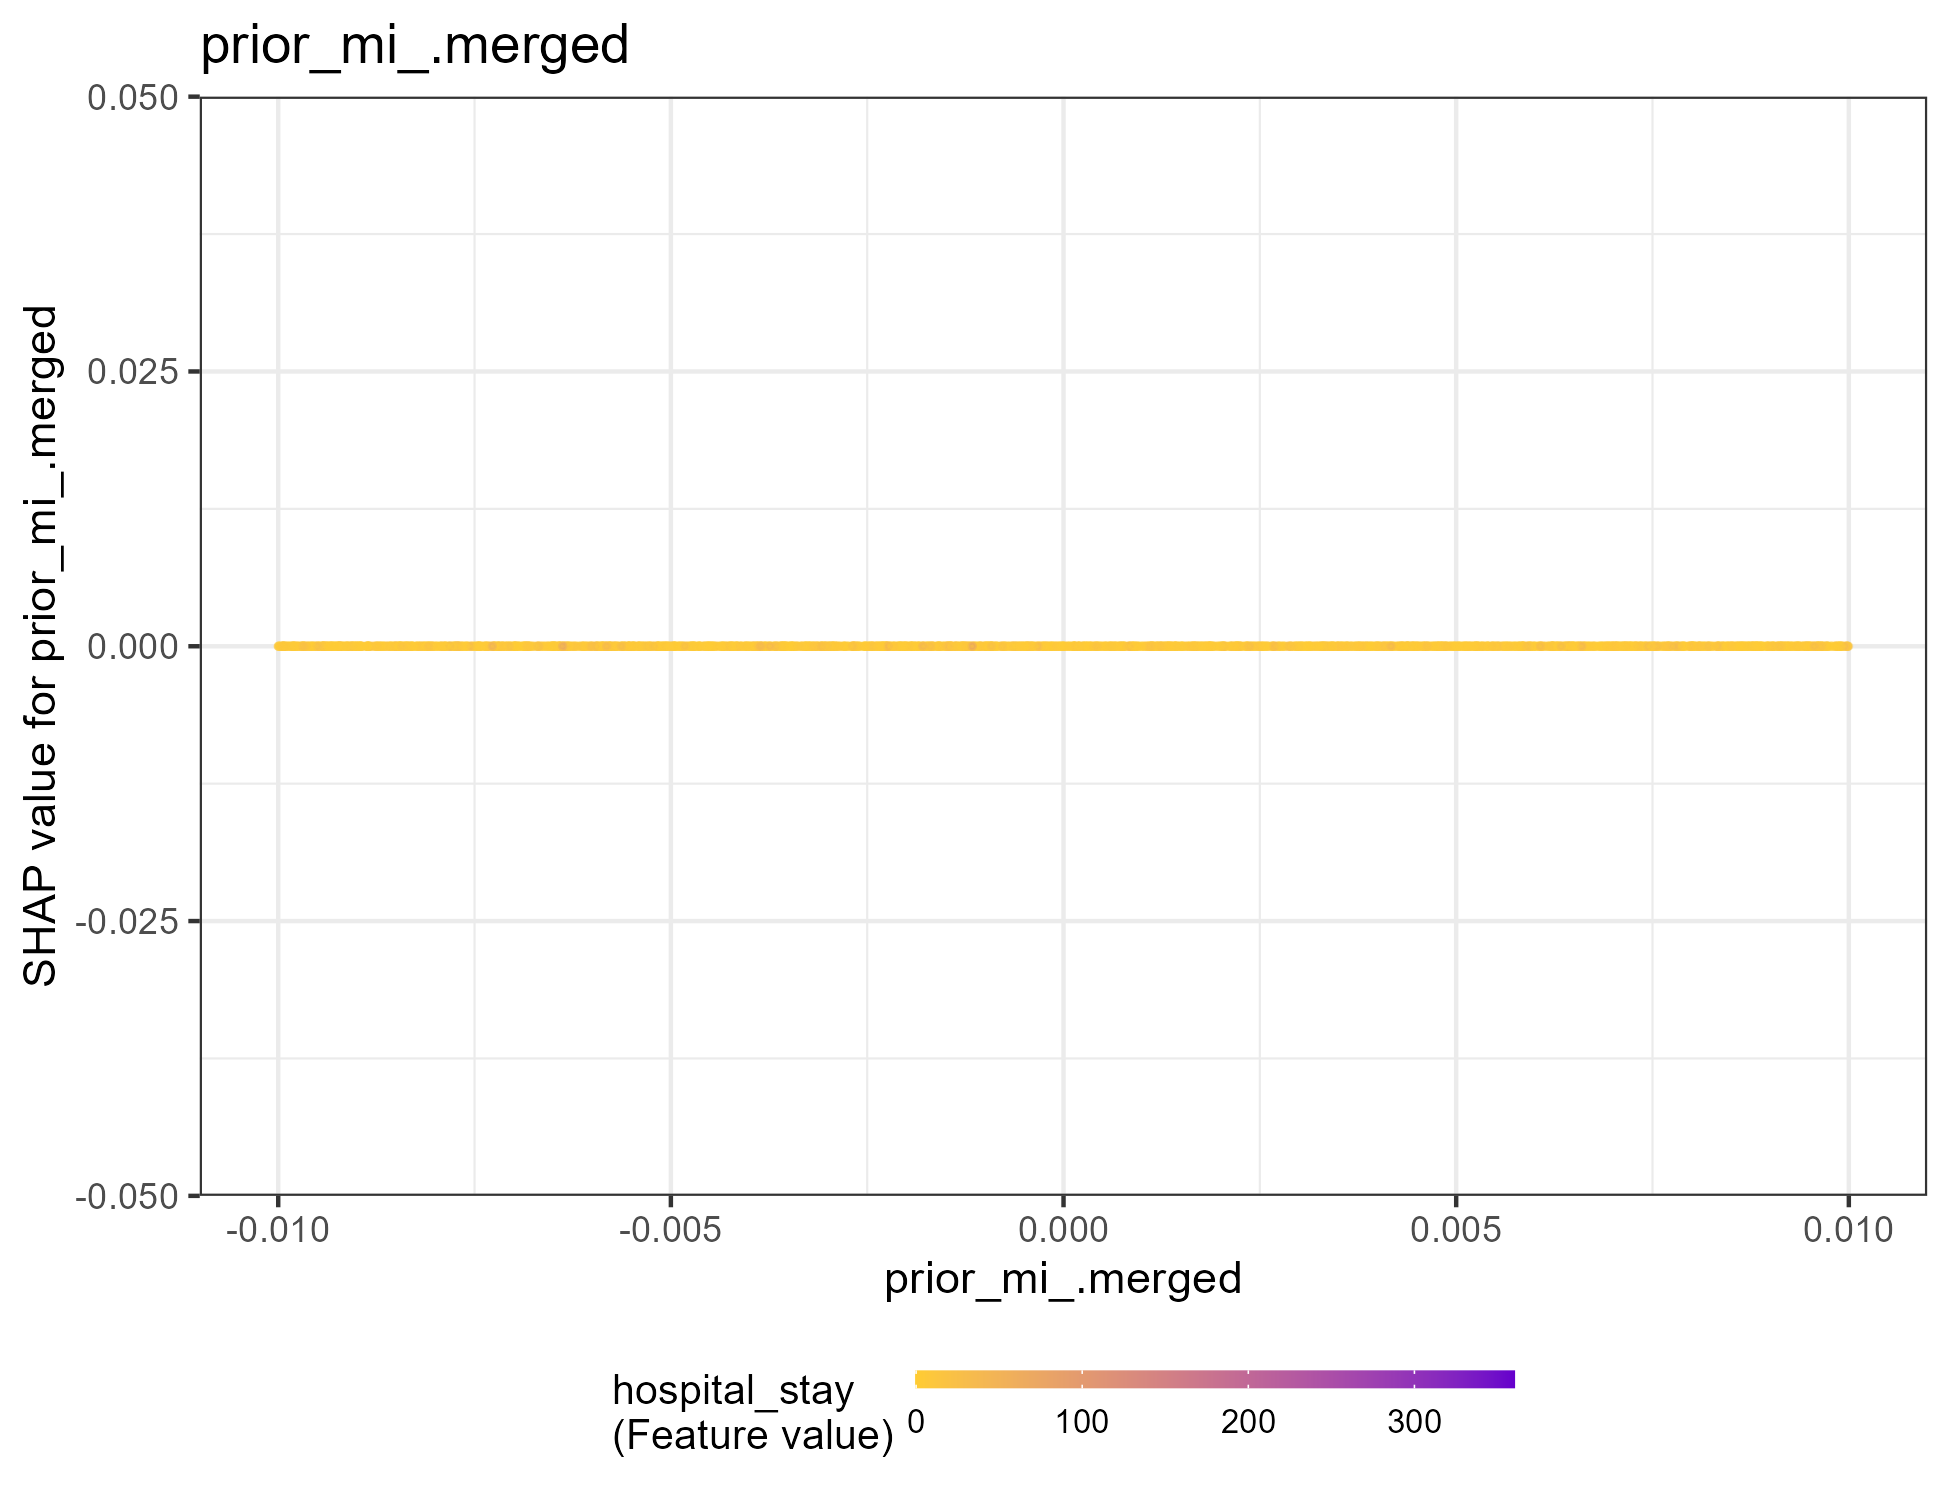 prior_mi_.merged
0.050
0.025
0.000
-0.025
-0.050
SHAP value for prior_mi_.merged
-0.010 -0.005 0.000 0.005 0.010
prior_mi_.merged
hospital_stay
(Feature value)
0 100 200 300